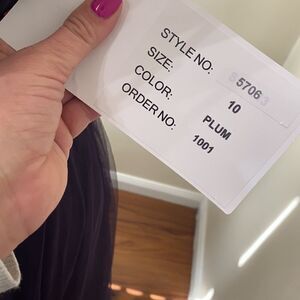 STYLE NO: 5706
SIZE: 10
COLOR: PLUM
ORDER NO: 1001